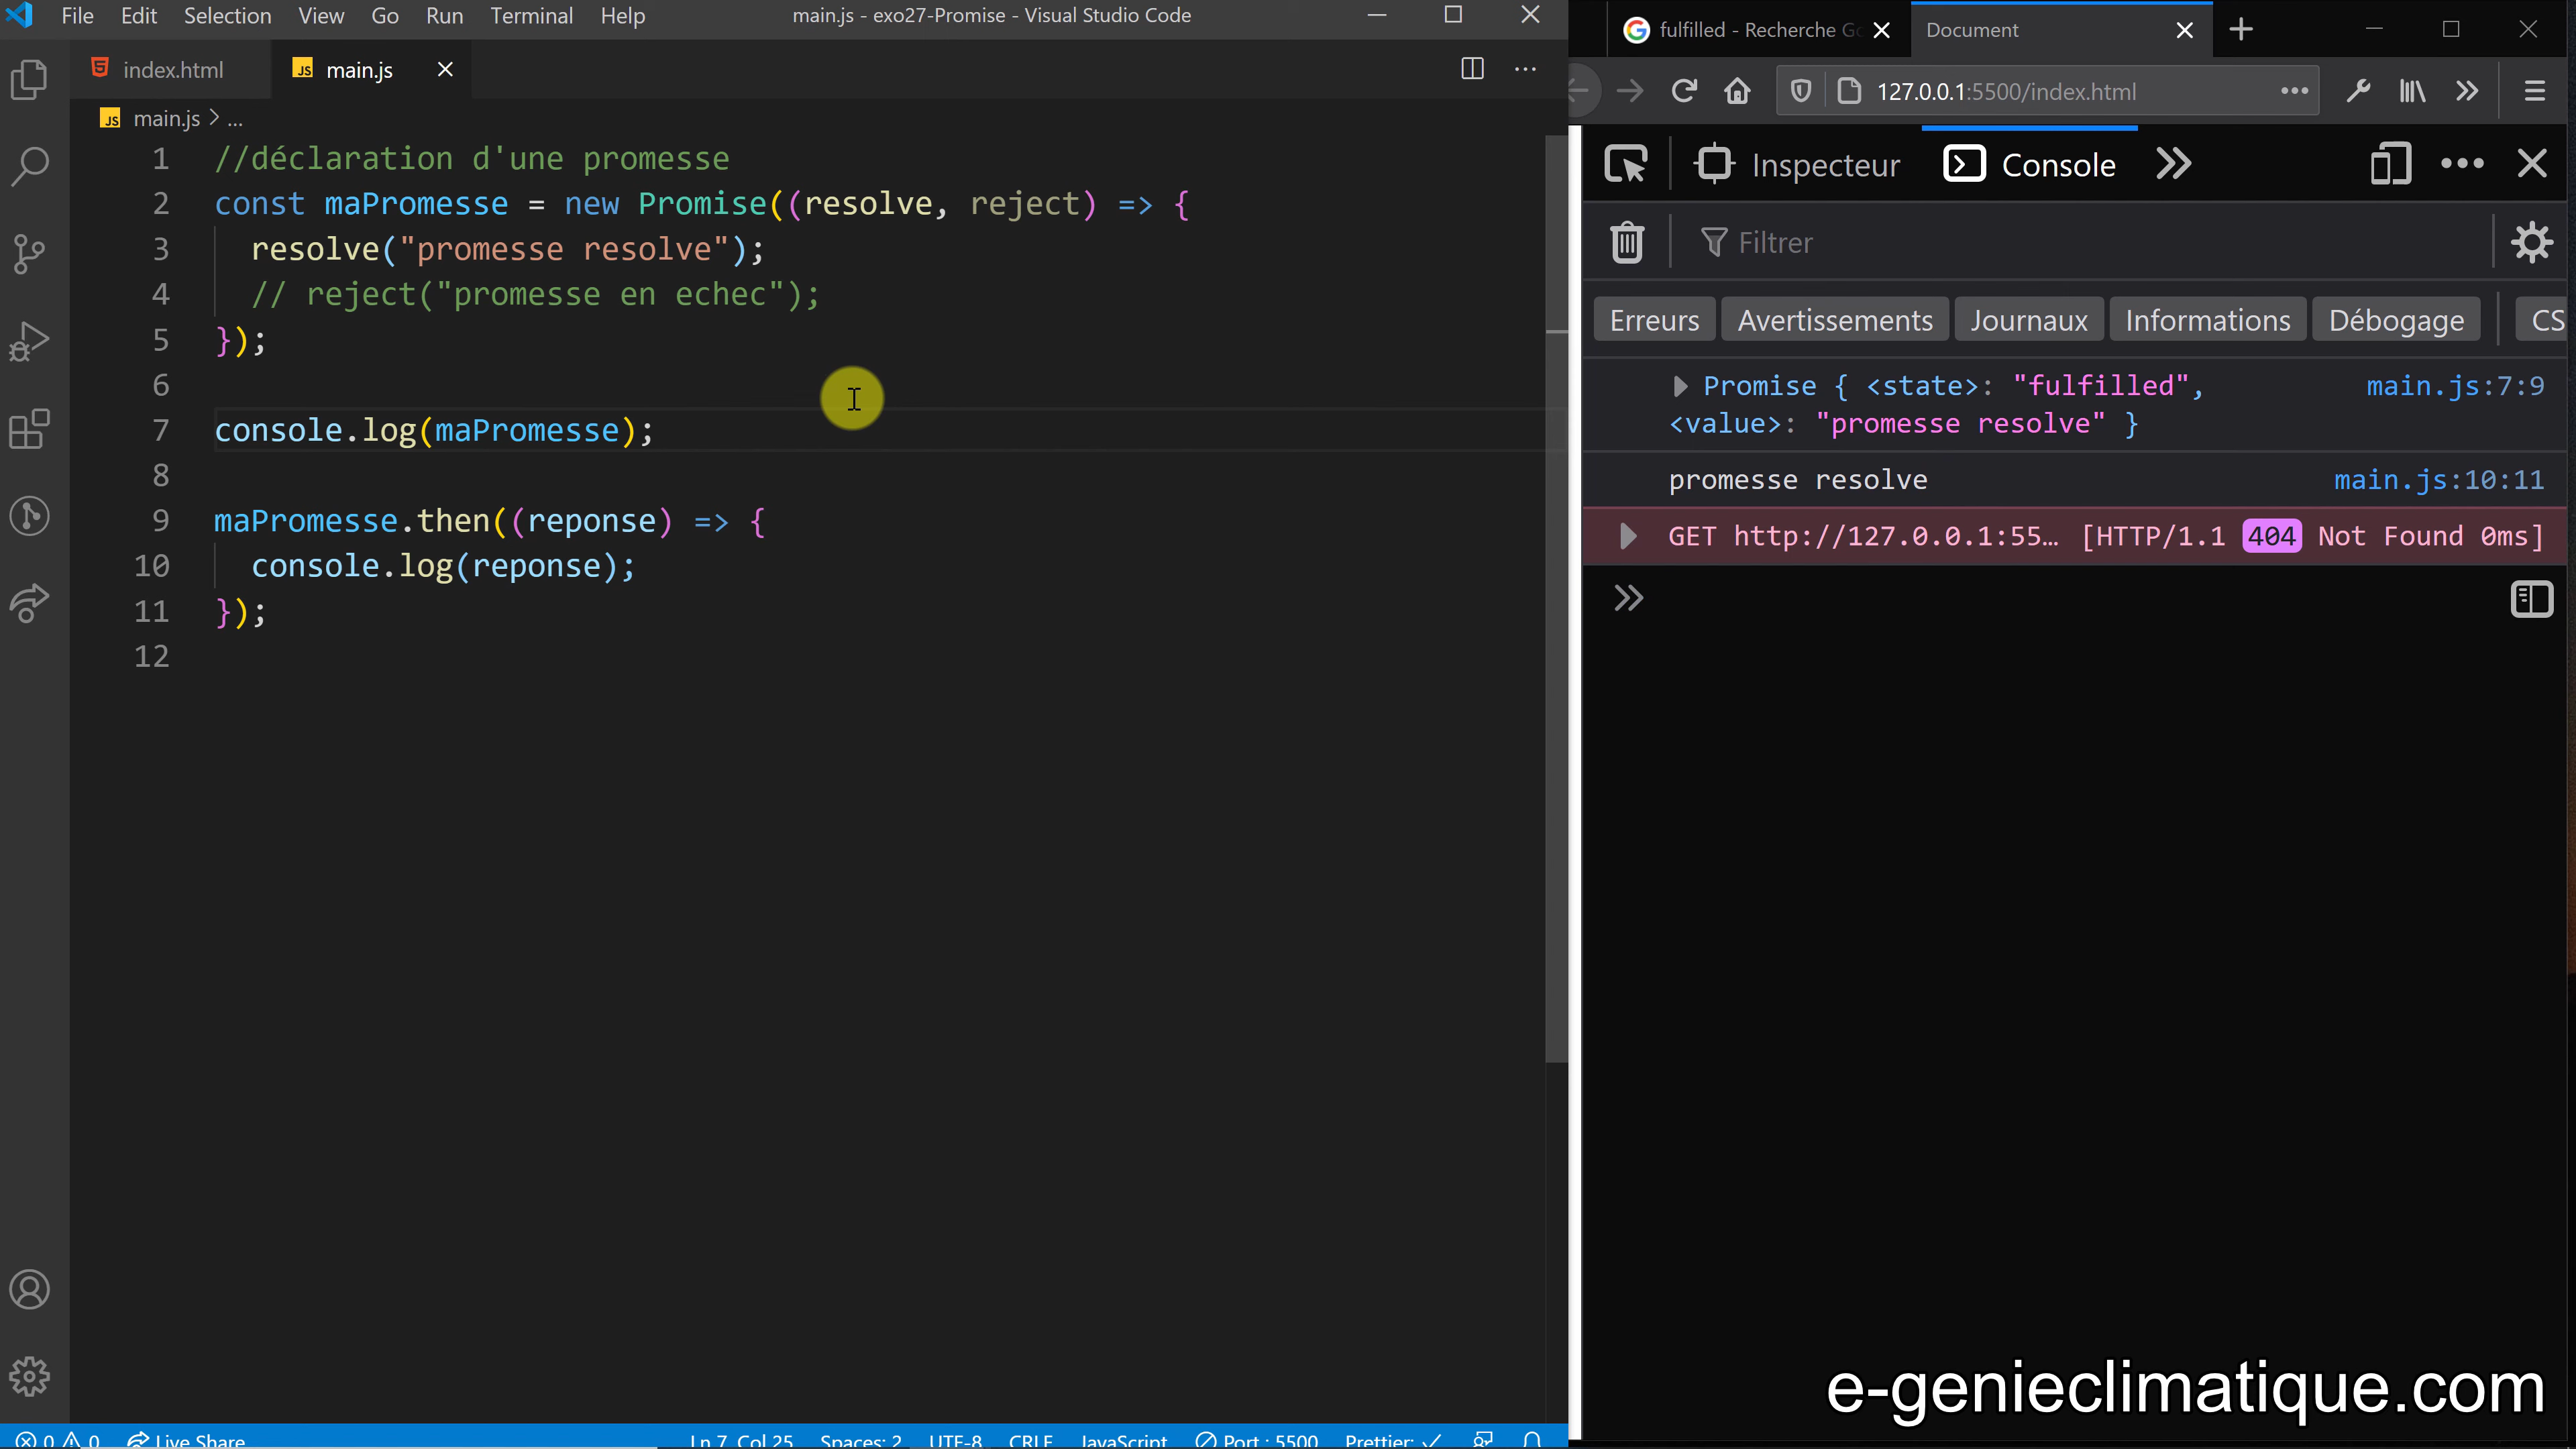 File Edit Selection View Go Run Terminal Help
main.js - exo27-Promise - Visual Studio Code
index.html
JS main.js
JS main.js > ...
1 //déclaration d'une promesse
2 const maPromesse = new Promise((resolve, reject) => {
3 resolve("promesse resolve");
4 // reject("promesse en echec");
5 });
6
7 console.log(maPromesse);
8
9 maPromesse.then((reponse) => {
10 console.log(reponse);
11 });
12
0 0 Live Share
Ln 7, Col 25 Spaces: 2 UTF-8 CRLF JavaScript Port : 5500 Prettier: ✓
fulfilled - Recherche Go
Document
127.0.0.1:5500/index.html
Inspecteur Console
Filtrer
Erreurs Avertissements Journaux Informations Débogage CS
Promise { <state>: "fulfilled", main.js:7:9
<value>: "promesse resolve" }
promesse resolve main.js:10:11
GET http://127.0.0.1:55… [HTTP/1.1 404 Not Found 0ms]
e-genieclimatique.com